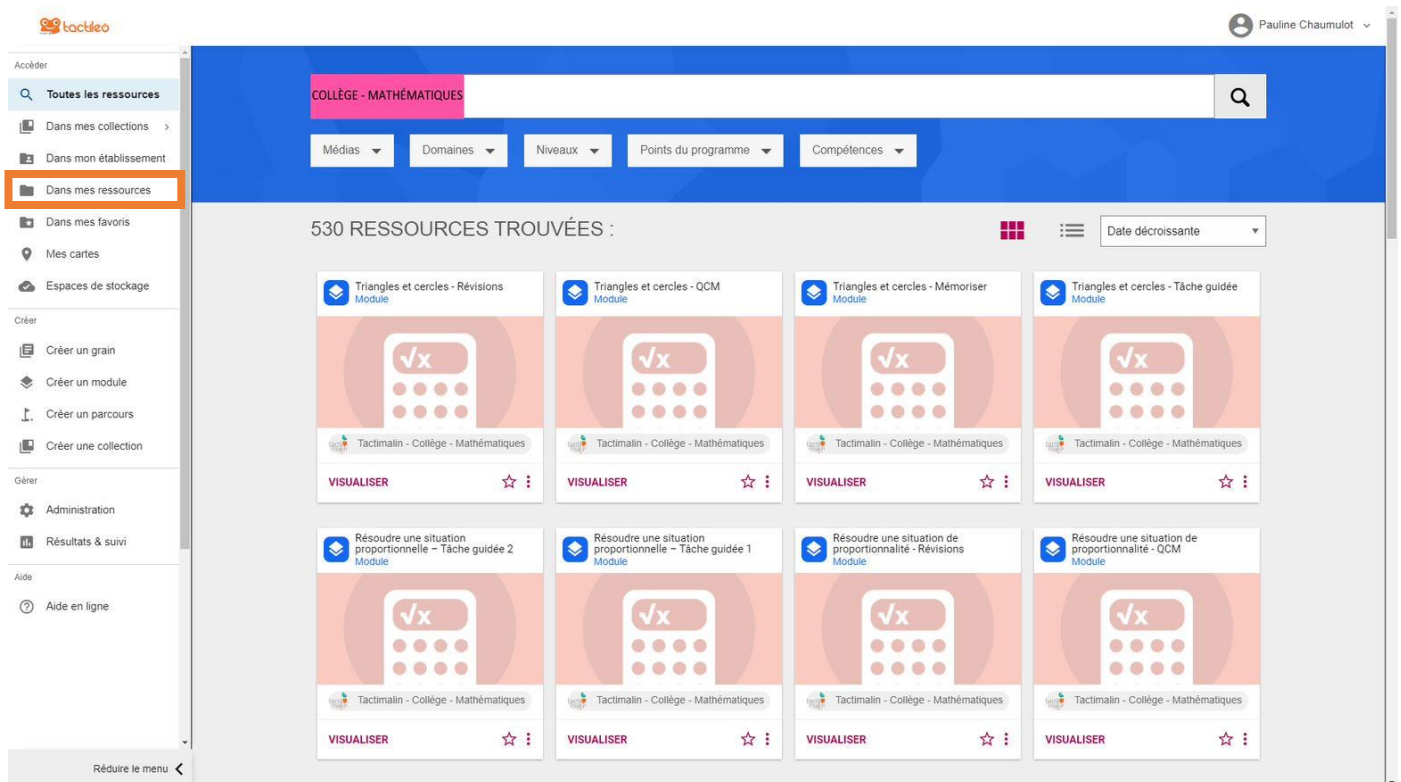 tactileo
Pauline Chaumulot
Accéder
Toutes les ressources
Dans mes collections
Dans mon établissement
Dans mes ressources
Dans mes favoris
Mes cartes
Espaces de stockage
Créer
Créer un grain
Créer un module
Créer un parcours
Créer une collection
Gérer
Administration
Résultats & suivi
Aide
Aide en ligne
Réduire le menu
COLLÈGE - MATHÉMATIQUES
Médias
Domaines
Niveaux
Points du programme
Compétences
530 RESSOURCES TROUVÉES :
Date décroissante
Triangles et cercles - Révisions
Module
√x
Tactimalin - Collège - Mathématiques
VISUALISER
Triangles et cercles - QCM
Module
√x
Tactimalin - Collège - Mathématiques
VISUALISER
Triangles et cercles - Mémoriser
Module
√x
Tactimalin - Collège - Mathématiques
VISUALISER
Triangles et cercles - Tâche guidée
Module
√x
Tactimalin - Collège - Mathématiques
VISUALISER
Résoudre une situation
proportionnelle – Tâche guidée 2
Module
√x
Tactimalin - Collège - Mathématiques
VISUALISER
Résoudre une situation
proportionnelle – Tâche guidée 1
Module
√x
Tactimalin - Collège - Mathématiques
VISUALISER
Résoudre une situation de
proportionnalité - Révisions
Module
√x
Tactimalin - Collège - Mathématiques
VISUALISER
Résoudre une situation de
proportionnalité - QCM
Module
√x
Tactimalin - Collège - Mathématiques
VISUALISER